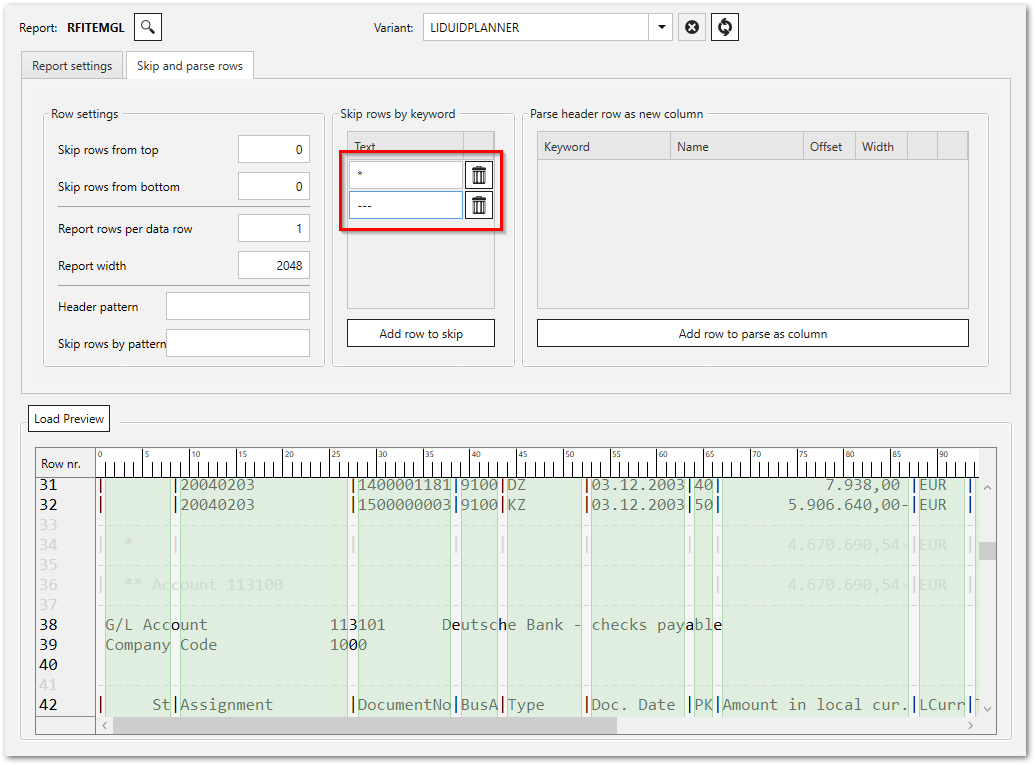 Report: RFITEMGL Variant: LIDUIDPLANNER
Report settings Skip and parse rows
Row settings
Skip rows from top 0
Skip rows from bottom 0
Report rows per data row 1
Report width 2048
Header pattern
Skip rows by pattern
Skip rows by keyword
Text
*
---
Add row to skip
Parse header row as new column
Keyword Name Offset Width
Add row to parse as column
Load Preview
Row nr. 0 5 10 15 20 25 30 35 40 45 50 55 60 65 70 75 80 85 90
31 | |20040203 |1400001181|9100|DZ |03.12.2003|40| 7.938,00 |EUR |
32 | |20040203 |1500000003|9100|KZ |03.12.2003|50| 5.906.640,00-|EUR |
33
34 | * | | | | | | | 4.670.690,54-|EUR |
35
36 | ** Account 113100 | 4.670.690,54-|EUR |
37
38 G/L Account 113101 Deutsche Bank - checks payable
39 Company Code 1000
40
41
42 | St|Assignment |DocumentNo|BusA|Type |Doc. Date |PK|Amount in local cur.|LCurr|